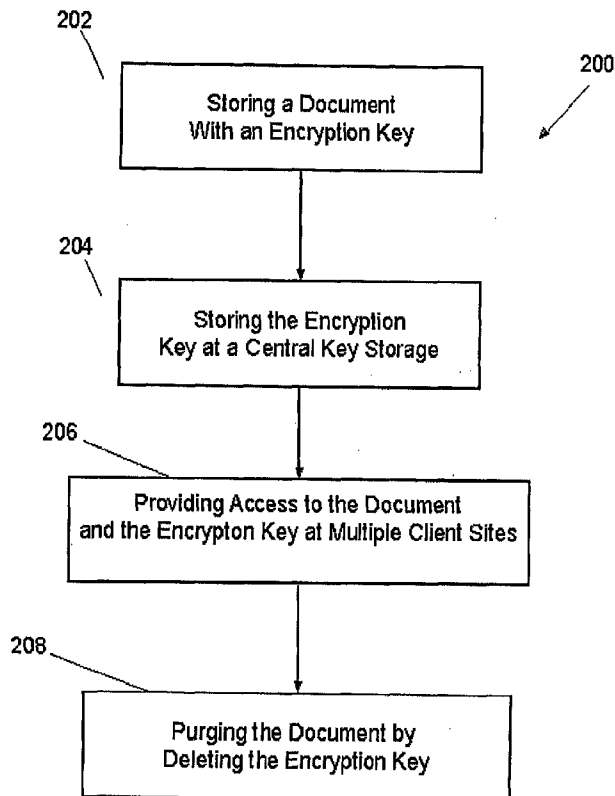 202
200
Storing a Document
With an Encryption Key
204
Storing the Encryption
Key at a Central Key Storage
206
Providing Access to the Document
and the Encrypton Key at Multiple Client Sites
208
Purging the Document by
Deleting the Encryption Key